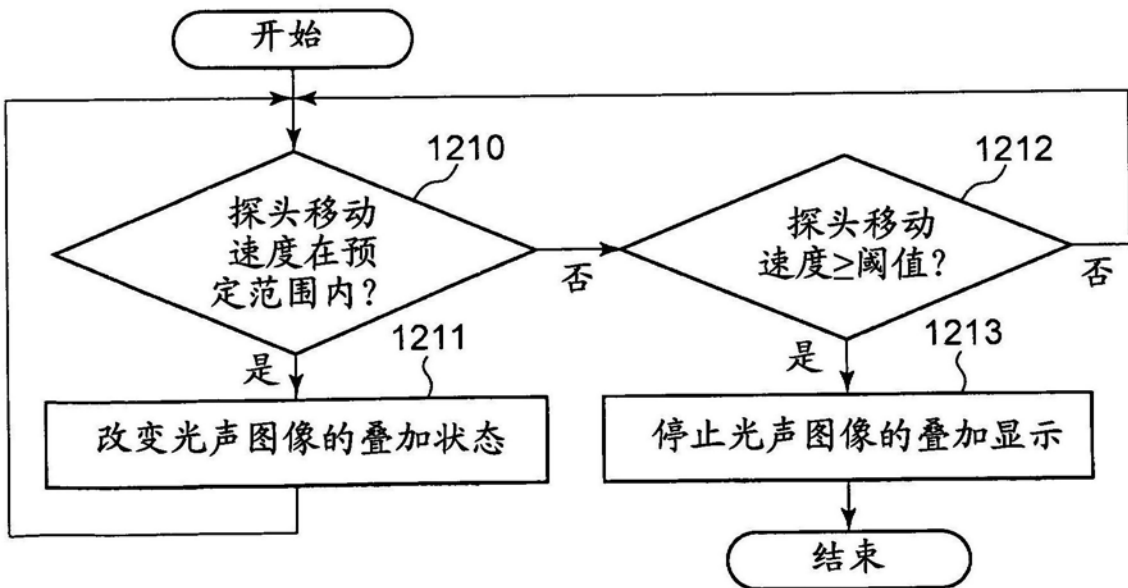 开始
1210
探头移动
速度在预
定范围内?
否
是
1211
改变光声图像的叠加状态
1212
探头移动
速度≥阈值?
否
是
1213
停止光声图像的叠加显示
结束